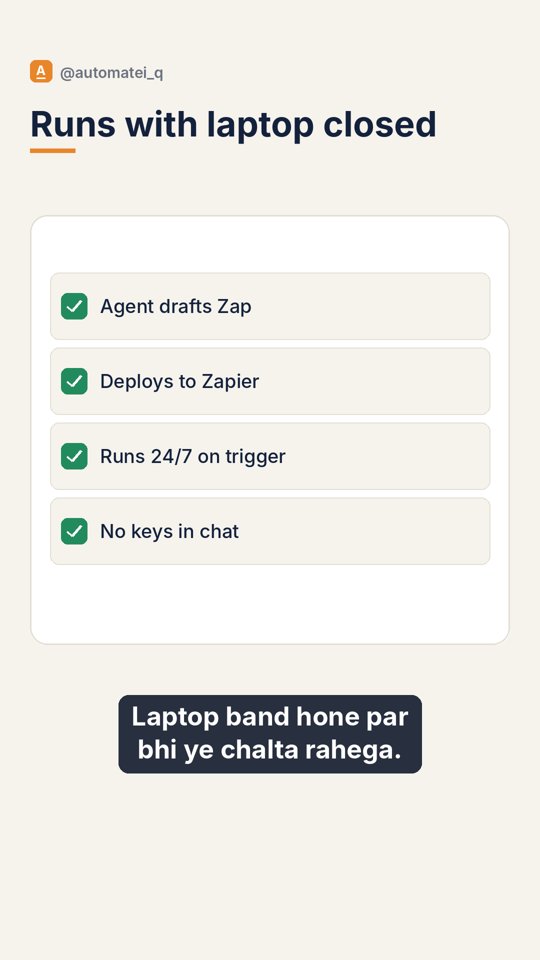 A @automatei_q
Runs with laptop closed
Agent drafts Zap
Deploys to Zapier
Runs 24/7 on trigger
No keys in chat
Laptop band hone par
bhi ye chalta rahega.